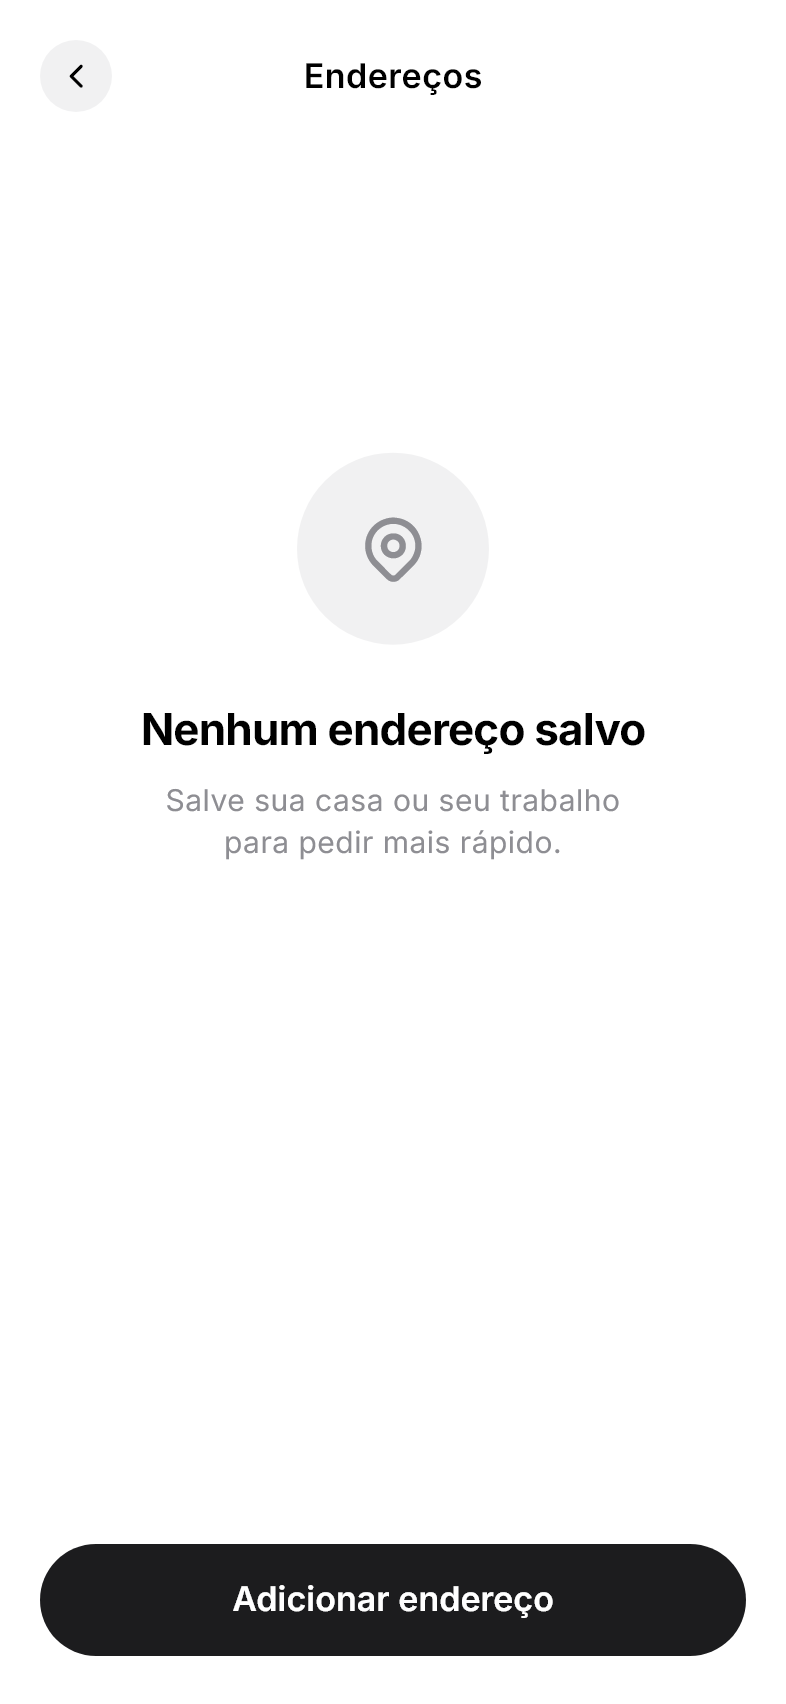 Endereços
Nenhum endereço salvo
Salve sua casa ou seu trabalho
para pedir mais rápido.
Adicionar endereço